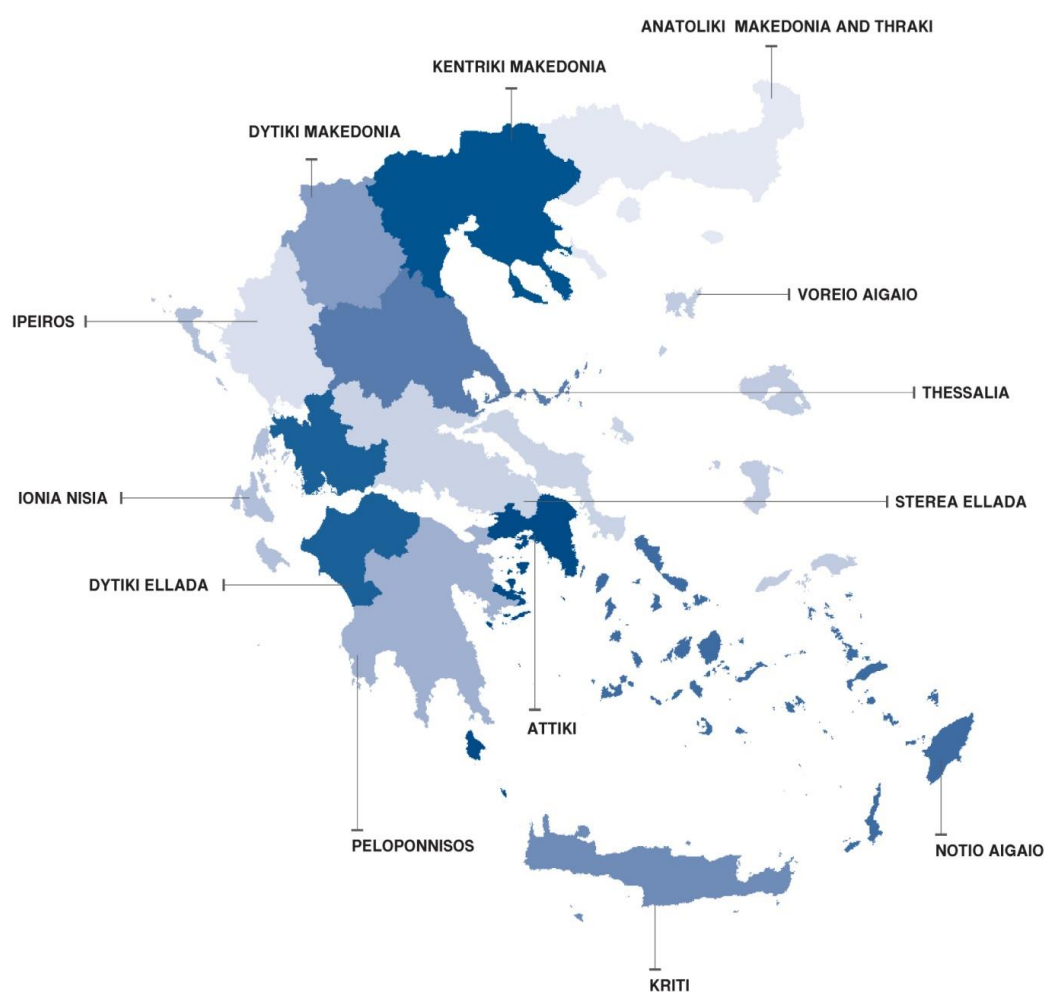 ANATOLIKI MAKEDONIA AND THRAKI
KENTRIKI MAKEDONIA
DYTIKI MAKEDONIA
VOREIO AIGAIO
IPEIROS
THESSALIA
IONIA NISIA
STEREA ELLADA
DYTIKI ELLADA
ATTIKI
PELOPONNISOS
NOTIO AIGAIO
KRITI